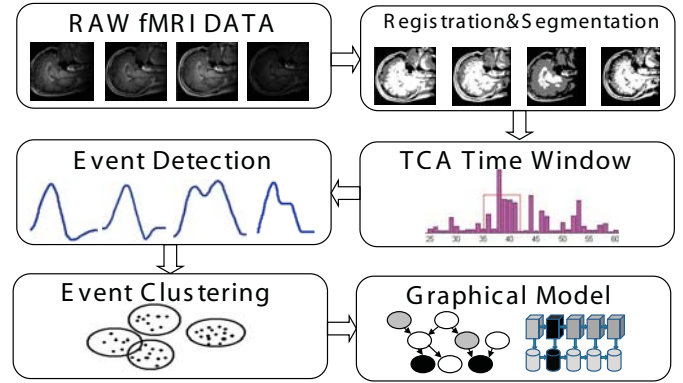 RAW fMRI DATA
Registration&Segmentation
Event Detection
TCA Time Window
25 30 35 40 45 50 55 60
Event Clustering
Graphical Model